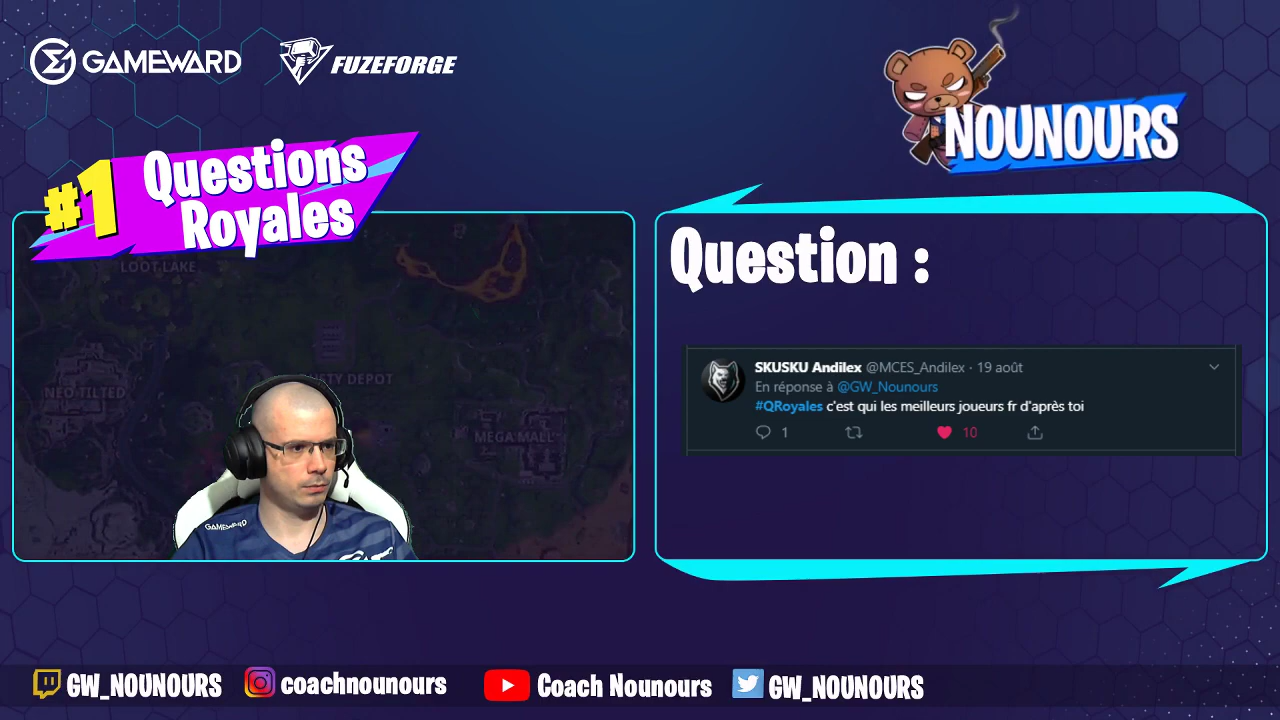 GAMEWARD
FUZEFORGE
NOUNOURS
#1 Questions
Royales
LOOT LAKE
NEO TILTED
MEGA MALL
GAMEWARD
Question :
SKUSKU Andilex @MCES_Andilex · 19 août
En réponse à @GW_Nounours
#QRoyales c'est qui les meilleurs joueurs fr d'après toi
1 10
GW_NOUNOURS coachnounours Coach Nounours GW_NOUNOURS